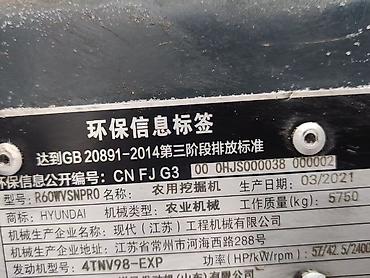 环保信息标签
达到GB 20891-2014第三阶段排放标准
环保信息公开编号: CN FJ G3 00 0HJS000038 000002
型号: R60WVSNPRO 名称: 农用挖掘机 生产日期 03/2021
商标: HYUNDAI 机械类型: 农业机械 工作质量(kg): 5750
机械生产企业: 现代（江苏）工程机械有限公司
机械生产地址: 江苏省常州市河海西路288号
发动机型号: 4TNV98-EXP 功率: (HP/kW/rpm) 57/42.5/2400